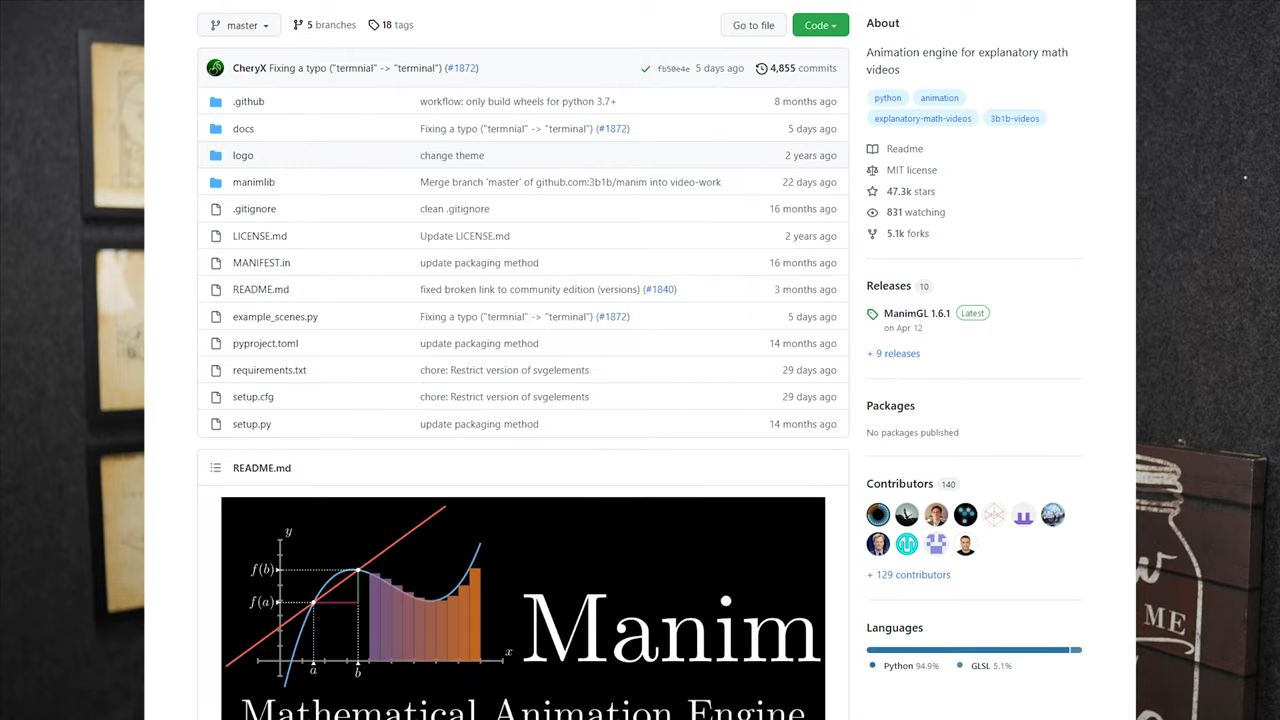 master 5 branches 18 tags Go to file Code
CheryX Fixing a typo ("termnial" -> "terminal") (#1872) fb50e4e 5 days ago 4,855 commits
.github workflow: only build wheels for python 3.7+ 8 months ago
docs Fixing a typo ("termnial" -> "terminal") (#1872) 5 days ago
logo change theme 2 years ago
manimlib Merge branch 'master' of github.com:3b1b/manim into video-work 22 days ago
.gitignore clean .gitignore 16 months ago
LICENSE.md Update LICENSE.md 2 years ago
MANIFEST.in update packaging method 16 months ago
README.md fixed broken link to community edition (versions) (#1840) 3 months ago
example_scenes.py Fixing a typo ("termnial" -> "terminal") (#1872) 5 days ago
pyproject.toml update packaging method 14 months ago
requirements.txt chore: Restrict version of svgelements 29 days ago
setup.cfg chore: Restrict version of svgelements 29 days ago
setup.py update packaging method 14 months ago
README.md
y
f(b)
f(a)
a b x
Manim
Mathematical Animation Engine
About
Animation engine for explanatory math
videos
python animation
explanatory-math-videos 3b1b-videos
Readme
MIT license
47.3k stars
831 watching
5.1k forks
Releases 10
ManimGL 1.6.1 Latest
on Apr 12
+ 9 releases
Packages
No packages published
Contributors 140
+ 129 contributors
Languages
Python 94.9% GLSL 5.1%
ME